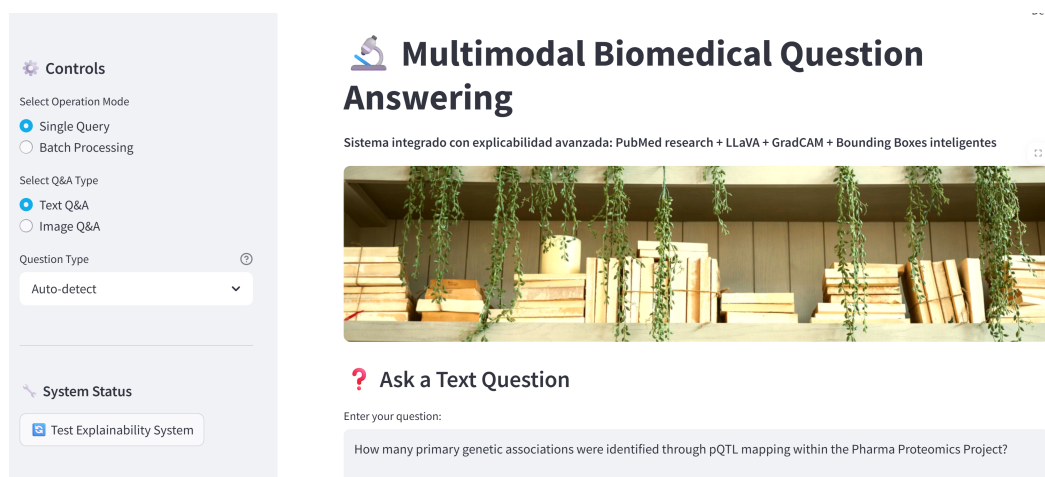 Controls
Select Operation Mode
Single Query
Batch Processing
Select Q&A Type
Text Q&A
Image Q&A
Question Type
Auto-detect
System Status
Test Explainability System
Multimodal Biomedical Question
Answering
Sistema integrado con explicabilidad avanzada: PubMed research + LLaVA + GradCAM + Bounding Boxes inteligentes
Ask a Text Question
Enter your question:
How many primary genetic associations were identified through pQTL mapping within the Pharma Proteomics Project?